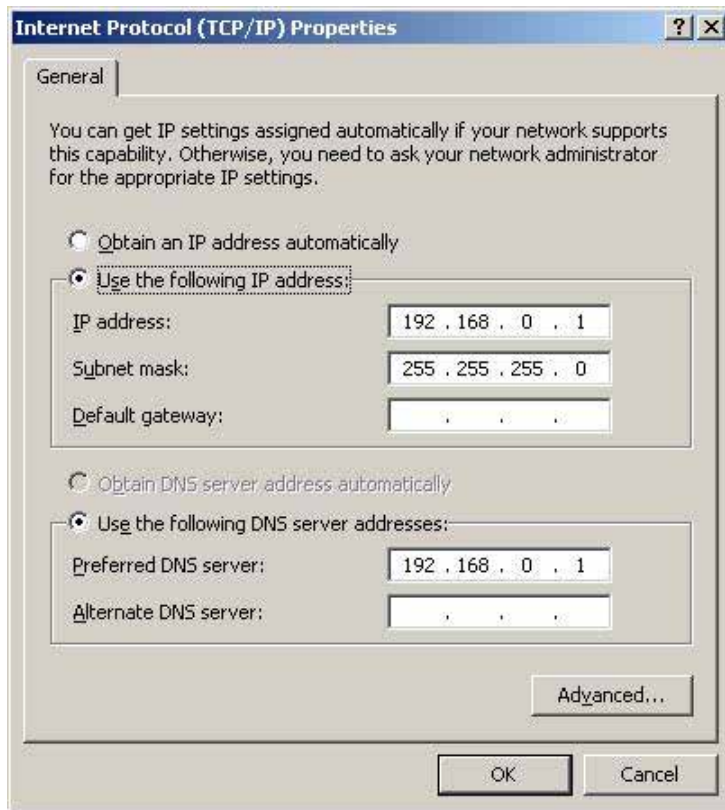 Internet Protocol (TCP/IP) Properties
General
You can get IP settings assigned automatically if your network supports
this capability. Otherwise, you need to ask your network administrator
for the appropriate IP settings.
Obtain an IP address automatically
Use the following IP address:
IP address: 192 . 168 . 0 . 1
Subnet mask: 255 . 255 . 255 . 0
Default gateway: . . .
Obtain DNS server address automatically
Use the following DNS server addresses:
Preferred DNS server: 192 . 168 . 0 . 1
Alternate DNS server: . . .
Advanced...
OK Cancel